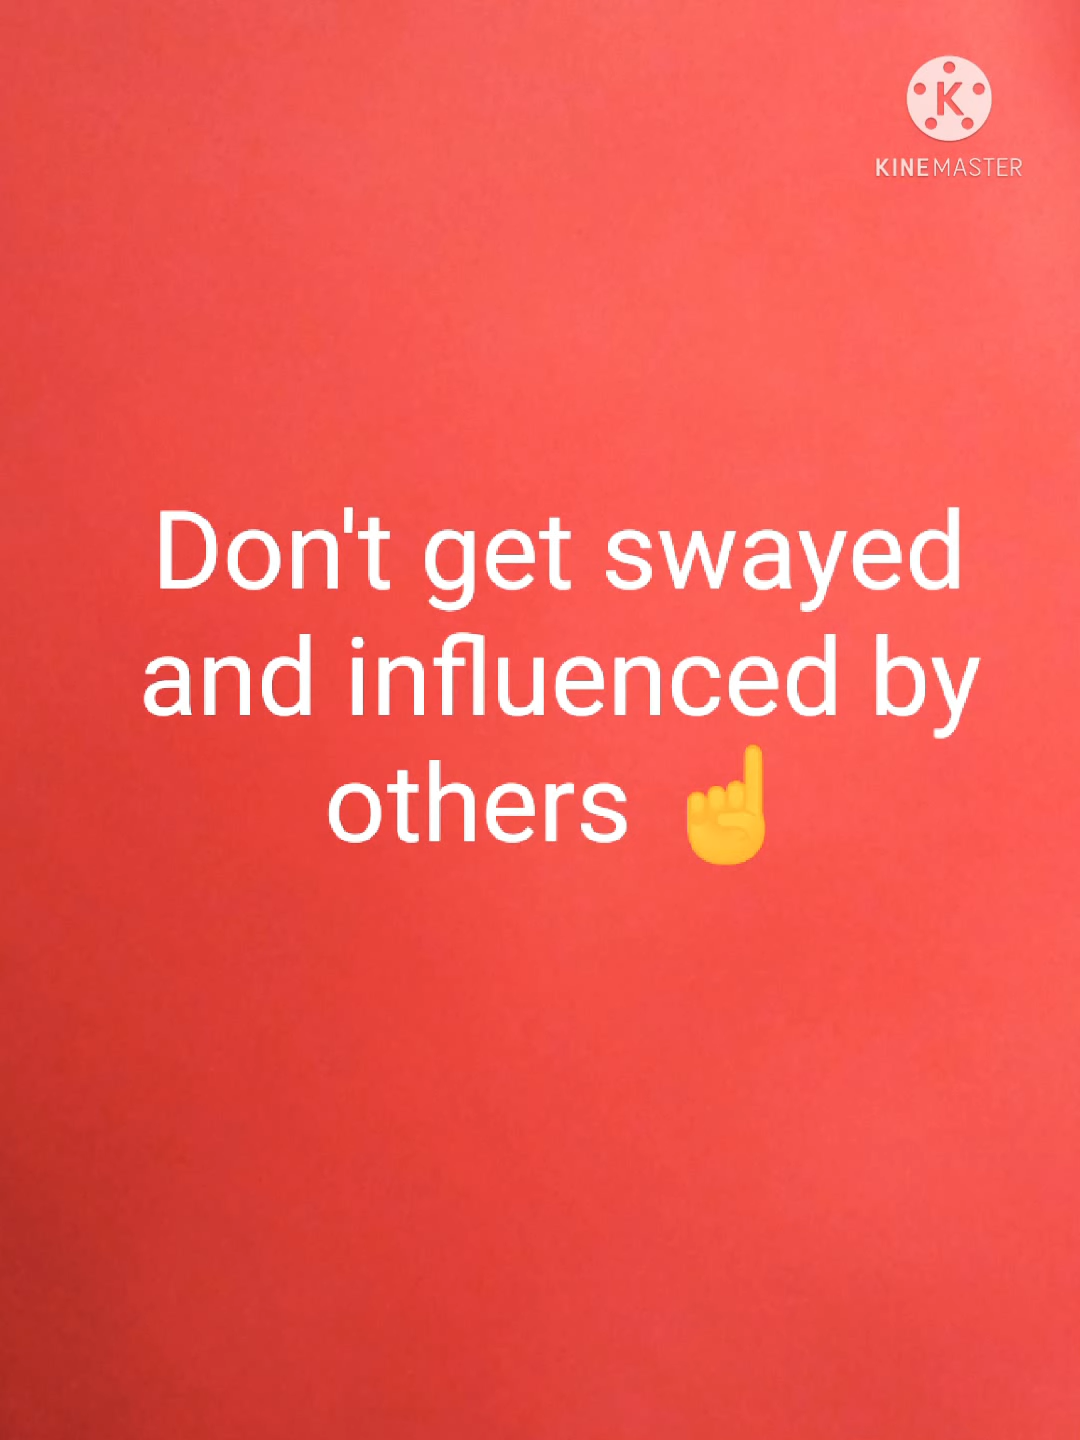 K
KINEMASTER
Don't get swayed
and influenced by
others ☝